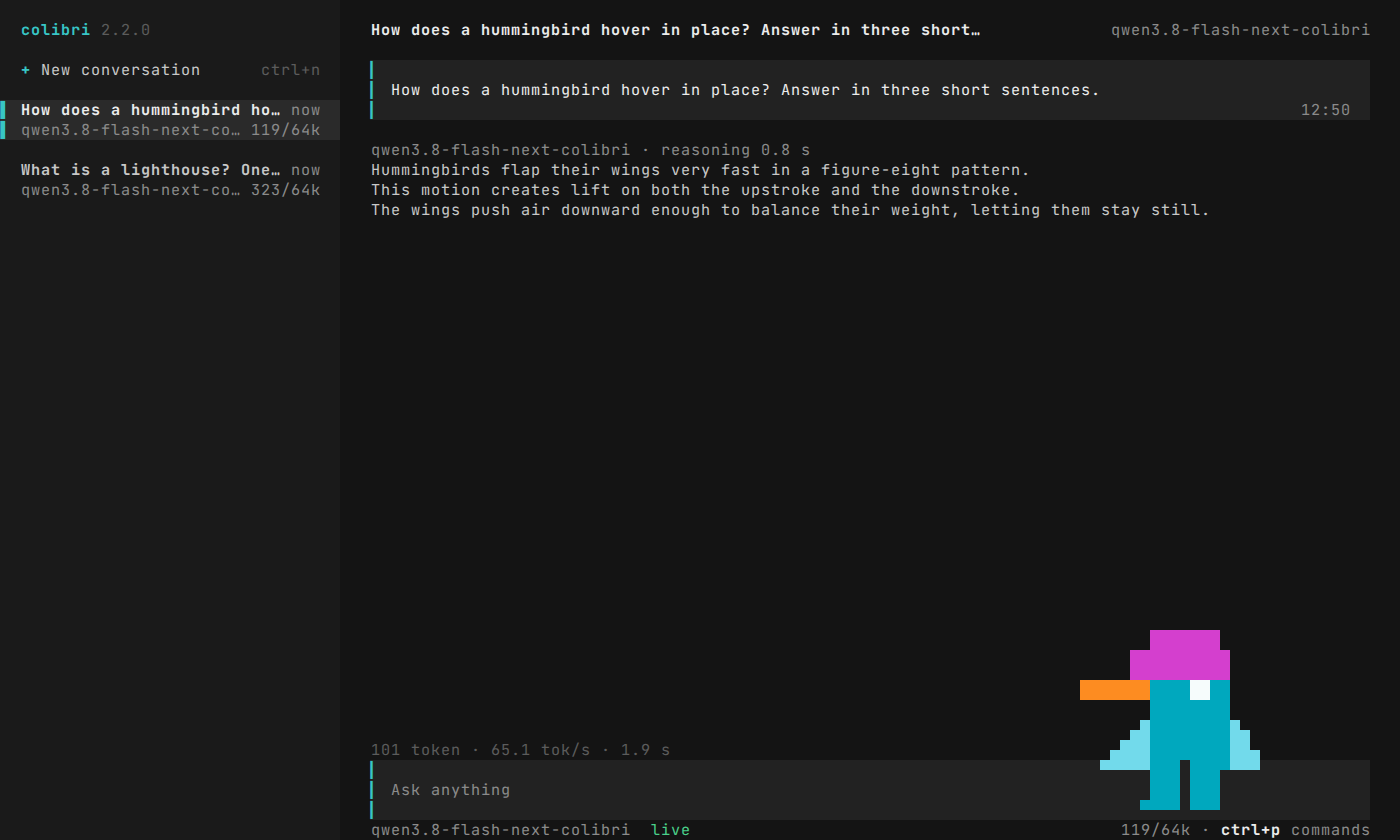 colibri 2.2.0
+ New conversation ctrl+n
How does a hummingbird ho… now
qwen3.8-flash-next-co… 119/64k
What is a lighthouse? One… now
qwen3.8-flash-next-co… 323/64k
How does a hummingbird hover in place? Answer in three short… qwen3.8-flash-next-colibri
How does a hummingbird hover in place? Answer in three short sentences.
12:50
qwen3.8-flash-next-colibri · reasoning 0.8 s
Hummingbirds flap their wings very fast in a figure-eight pattern.
This motion creates lift on both the upstroke and the downstroke.
The wings push air downward enough to balance their weight, letting them stay still.
101 token · 65.1 tok/s · 1.9 s
Ask anything
qwen3.8-flash-next-colibri live 119/64k · ctrl+p commands